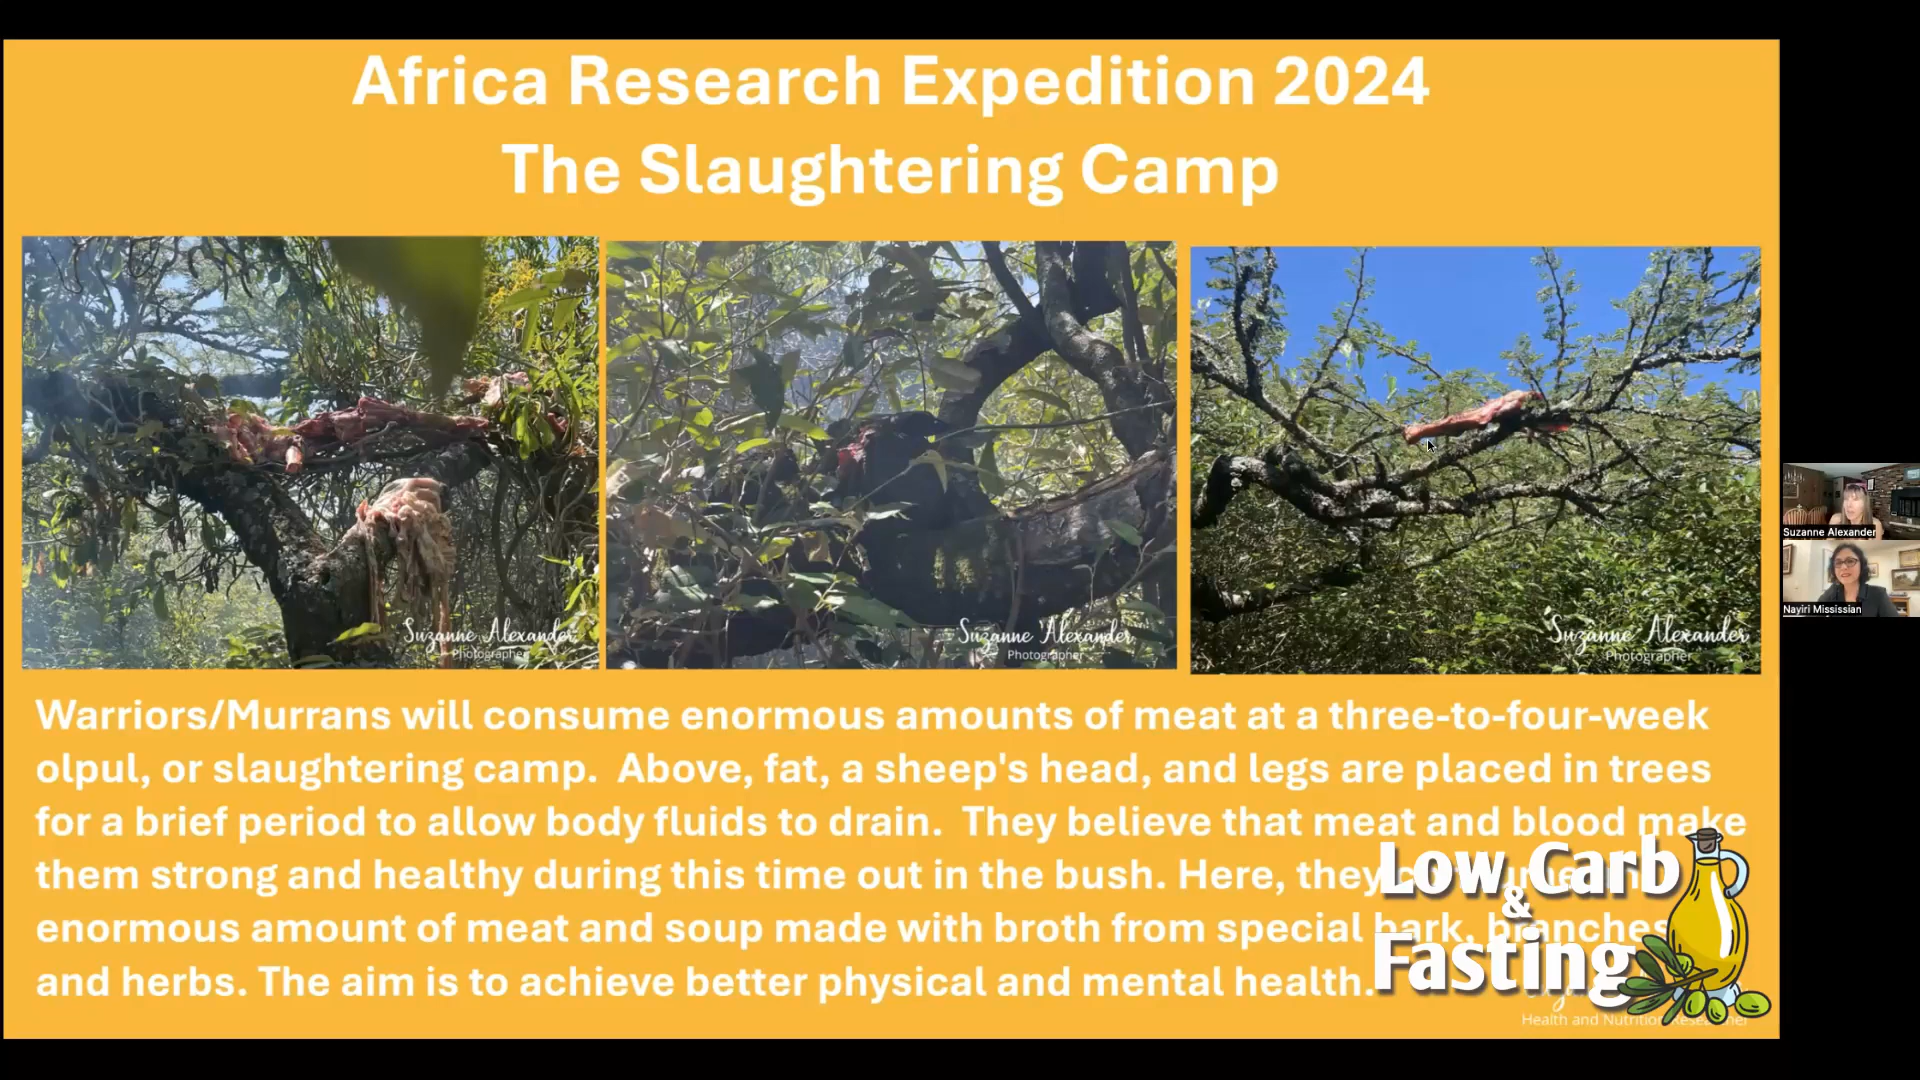 Africa Research Expedition 2024
The Slaughtering Camp
Suzanne Alexander
Photographer
Suzanne Alexander
Photographer
Suzanne Alexander
Photographer
Suzanne Alexander
Nayiri Mississian
Warriors/Murrans will consume enormous amounts of meat at a three-to-four-week
olpul, or slaughtering camp. Above, fat, a sheep's head, and legs are placed in trees
for a brief period to allow body fluids to drain. They believe that meat and blood make
them strong and healthy during this time out in the bush. Here, they
enormous amount of meat and soup made with broth from special bark, branches
and herbs. The aim is to achieve better physical and mental health.
Low Carb
&
Fasting
Health and Nutrition Researcher